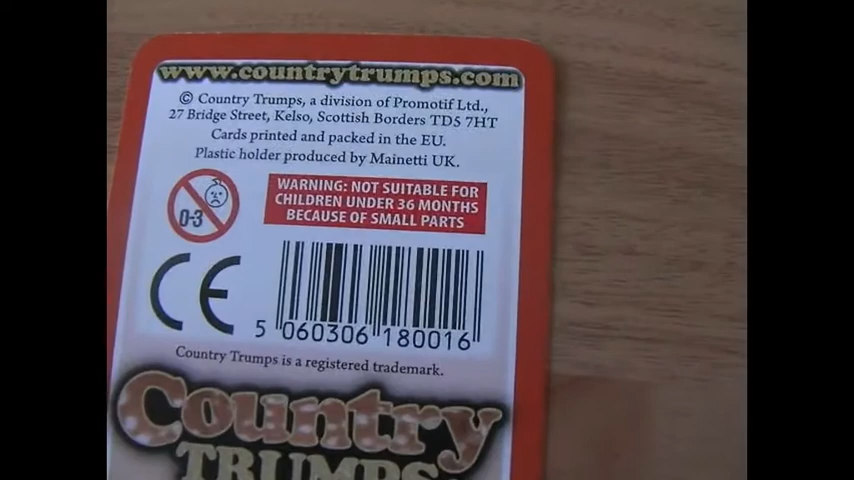 www.countrytrumps.com
© Country Trumps, a division of Promotif Ltd.,
27 Bridge Street, Kelso, Scottish Borders TD5 7HT
Cards printed and packed in the EU.
Plastic holder produced by Mainetti UK.
0-3
WARNING: NOT SUITABLE FOR
CHILDREN UNDER 36 MONTHS
BECAUSE OF SMALL PARTS
CE
5 060306 180016
Country Trumps is a registered trademark.
Country
TRUMPS